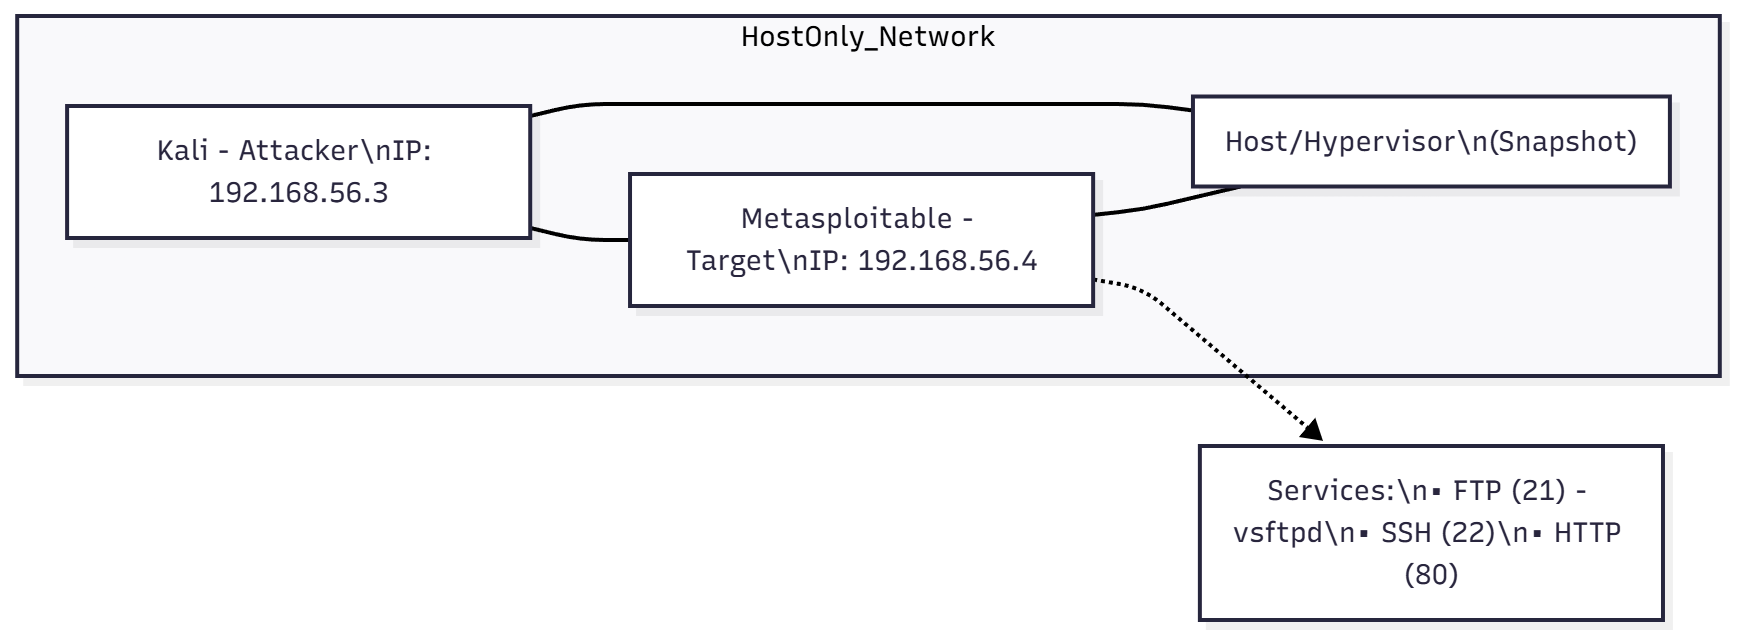 HostOnly_Network
Kali - Attacker\nIP:
192.168.56.3
Metasploitable -
Target\nIP: 192.168.56.4
Host/Hypervisor\n(Snapshot)
Services:\n▪ FTP (21) -
vsftpd\n▪ SSH (22)\n▪ HTTP
(80)